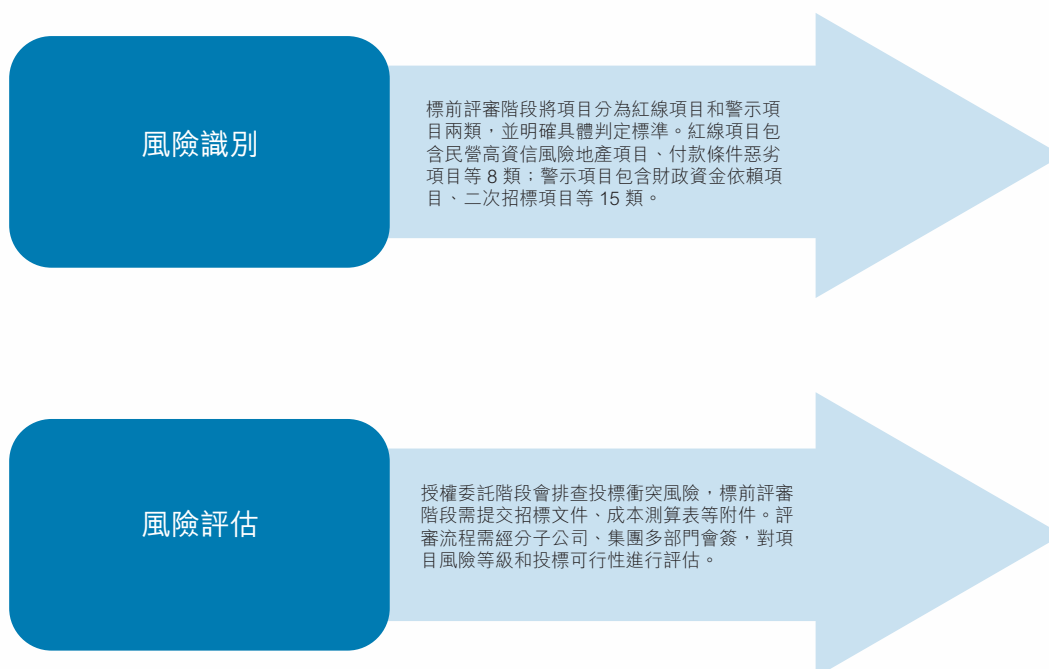 風險識別
標前評審階段將項目分為紅線項目和警示項
目兩類，並明確具體判定標準。紅線項目包
含民營高資信風險地產項目、付款條件惡劣
項目等 8 類；警示項目包含財政資金依賴項
目、二次招標項目等 15 類。
風險評估
授權委託階段會排查投標衝突風險，標前評審
階段需提交招標文件、成本測算表等附件。評
審流程需經分子公司、集團多部門會簽，對項
目風險等級和投標可行性進行評估。